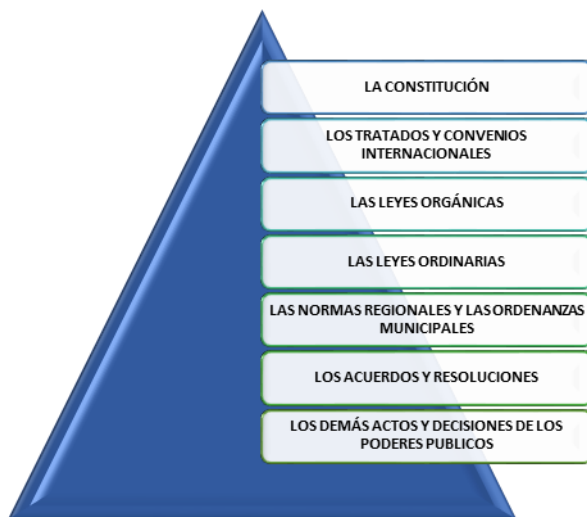 LA CONSTITUCIÓN
LOS TRATADOS Y CONVENIOS
INTERNACIONALES
LAS LEYES ORGÁNICAS
LAS LEYES ORDINARIAS
LAS NORMAS REGIONALES Y LAS ORDENANZAS
MUNICIPALES
LOS ACUERDOS Y RESOLUCIONES
LOS DEMÁS ACTOS Y DECISIONES DE LOS
PODERES PUBLICOS